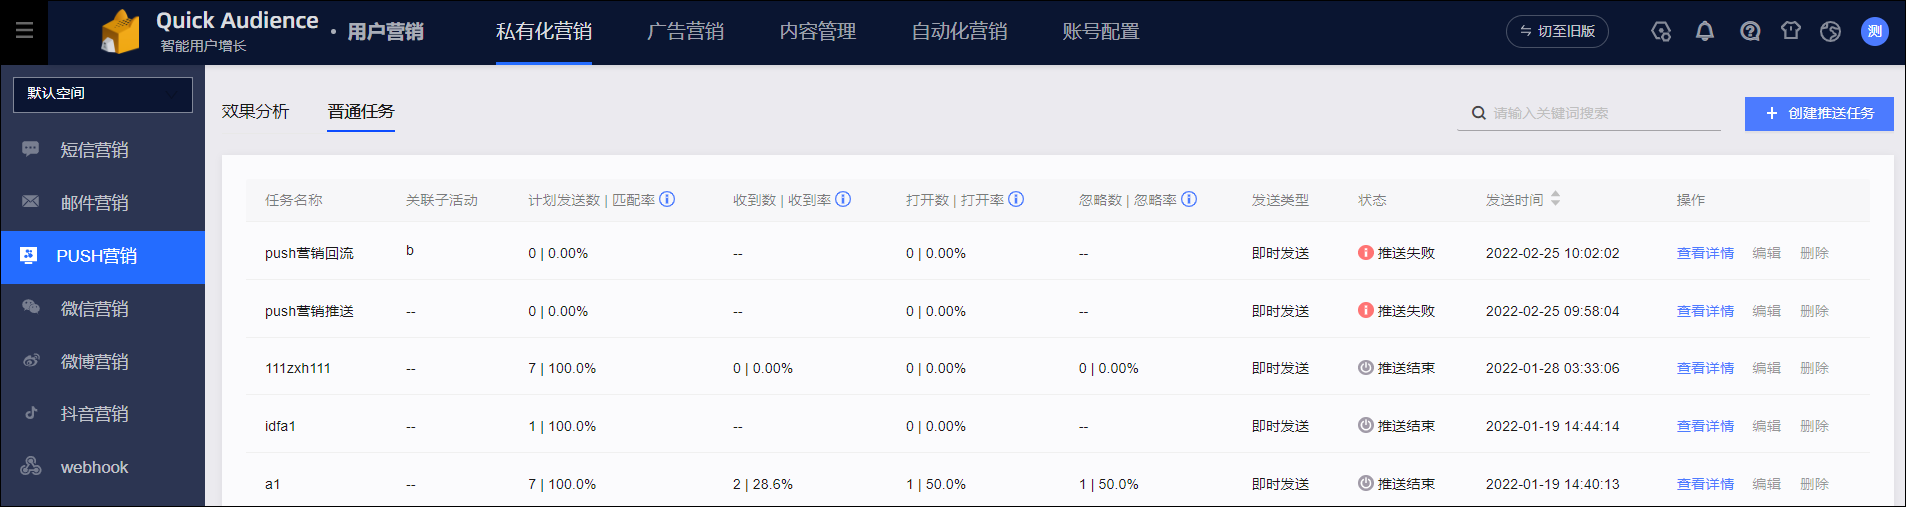 Quick Audience
智能用户增长
· 用户营销
私有化营销
广告营销
内容管理
自动化营销
账号配置
切至旧版
测
默认空间
短信营销
邮件营销
PUSH营销
微信营销
微博营销
抖音营销
webhook
效果分析
普通任务
请输入关键词搜索
+ 创建推送任务
任务名称 关联子活动 计划发送数 | 匹配率 收到数 | 收到率 打开数 | 打开率 忽略数 | 忽略率 发送类型 状态 发送时间 操作
push营销回流 b 0 | 0.00% -- 0 | 0.00% -- 即时发送 推送失败 2022-02-25 10:02:02 查看详情 编辑 删除
push营销推送 -- 0 | 0.00% -- 0 | 0.00% -- 即时发送 推送失败 2022-02-25 09:58:04 查看详情 编辑 删除
111zxh111 -- 7 | 100.0% 0 | 0.00% 0 | 0.00% 0 | 0.00% 即时发送 推送结束 2022-01-28 03:33:06 查看详情 编辑 删除
idfa1 -- 1 | 100.0% -- 0 | 0.00% -- 即时发送 推送结束 2022-01-19 14:44:14 查看详情 编辑 删除
a1 -- 7 | 100.0% 2 | 28.6% 1 | 50.0% 1 | 50.0% 即时发送 推送结束 2022-01-19 14:40:13 查看详情 编辑 删除